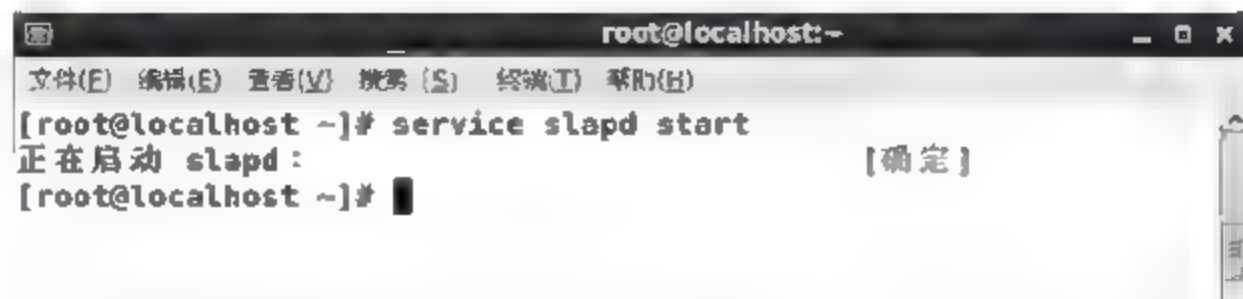 root@localhost:~
文件(F) 编辑(E) 查看(V) 搜索 (S) 终端(T) 帮助(H)
[root@localhost ~]# service slapd start
正在启动 slapd： [确定]
[root@localhost ~]#